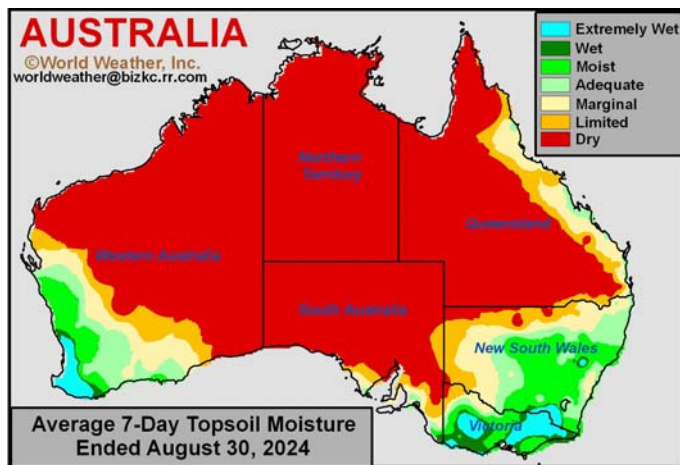 AUSTRALIA
©World Weather, Inc.
worldweather@bizkc.rr.com
Extremely Wet
Wet
Moist
Adequate
Marginal
Limited
Dry
Northern
Territory
Queensland
Western Australia
South Australia
New South Wales
Victoria
Average 7-Day Topsoil Moisture
Ended August 30, 2024